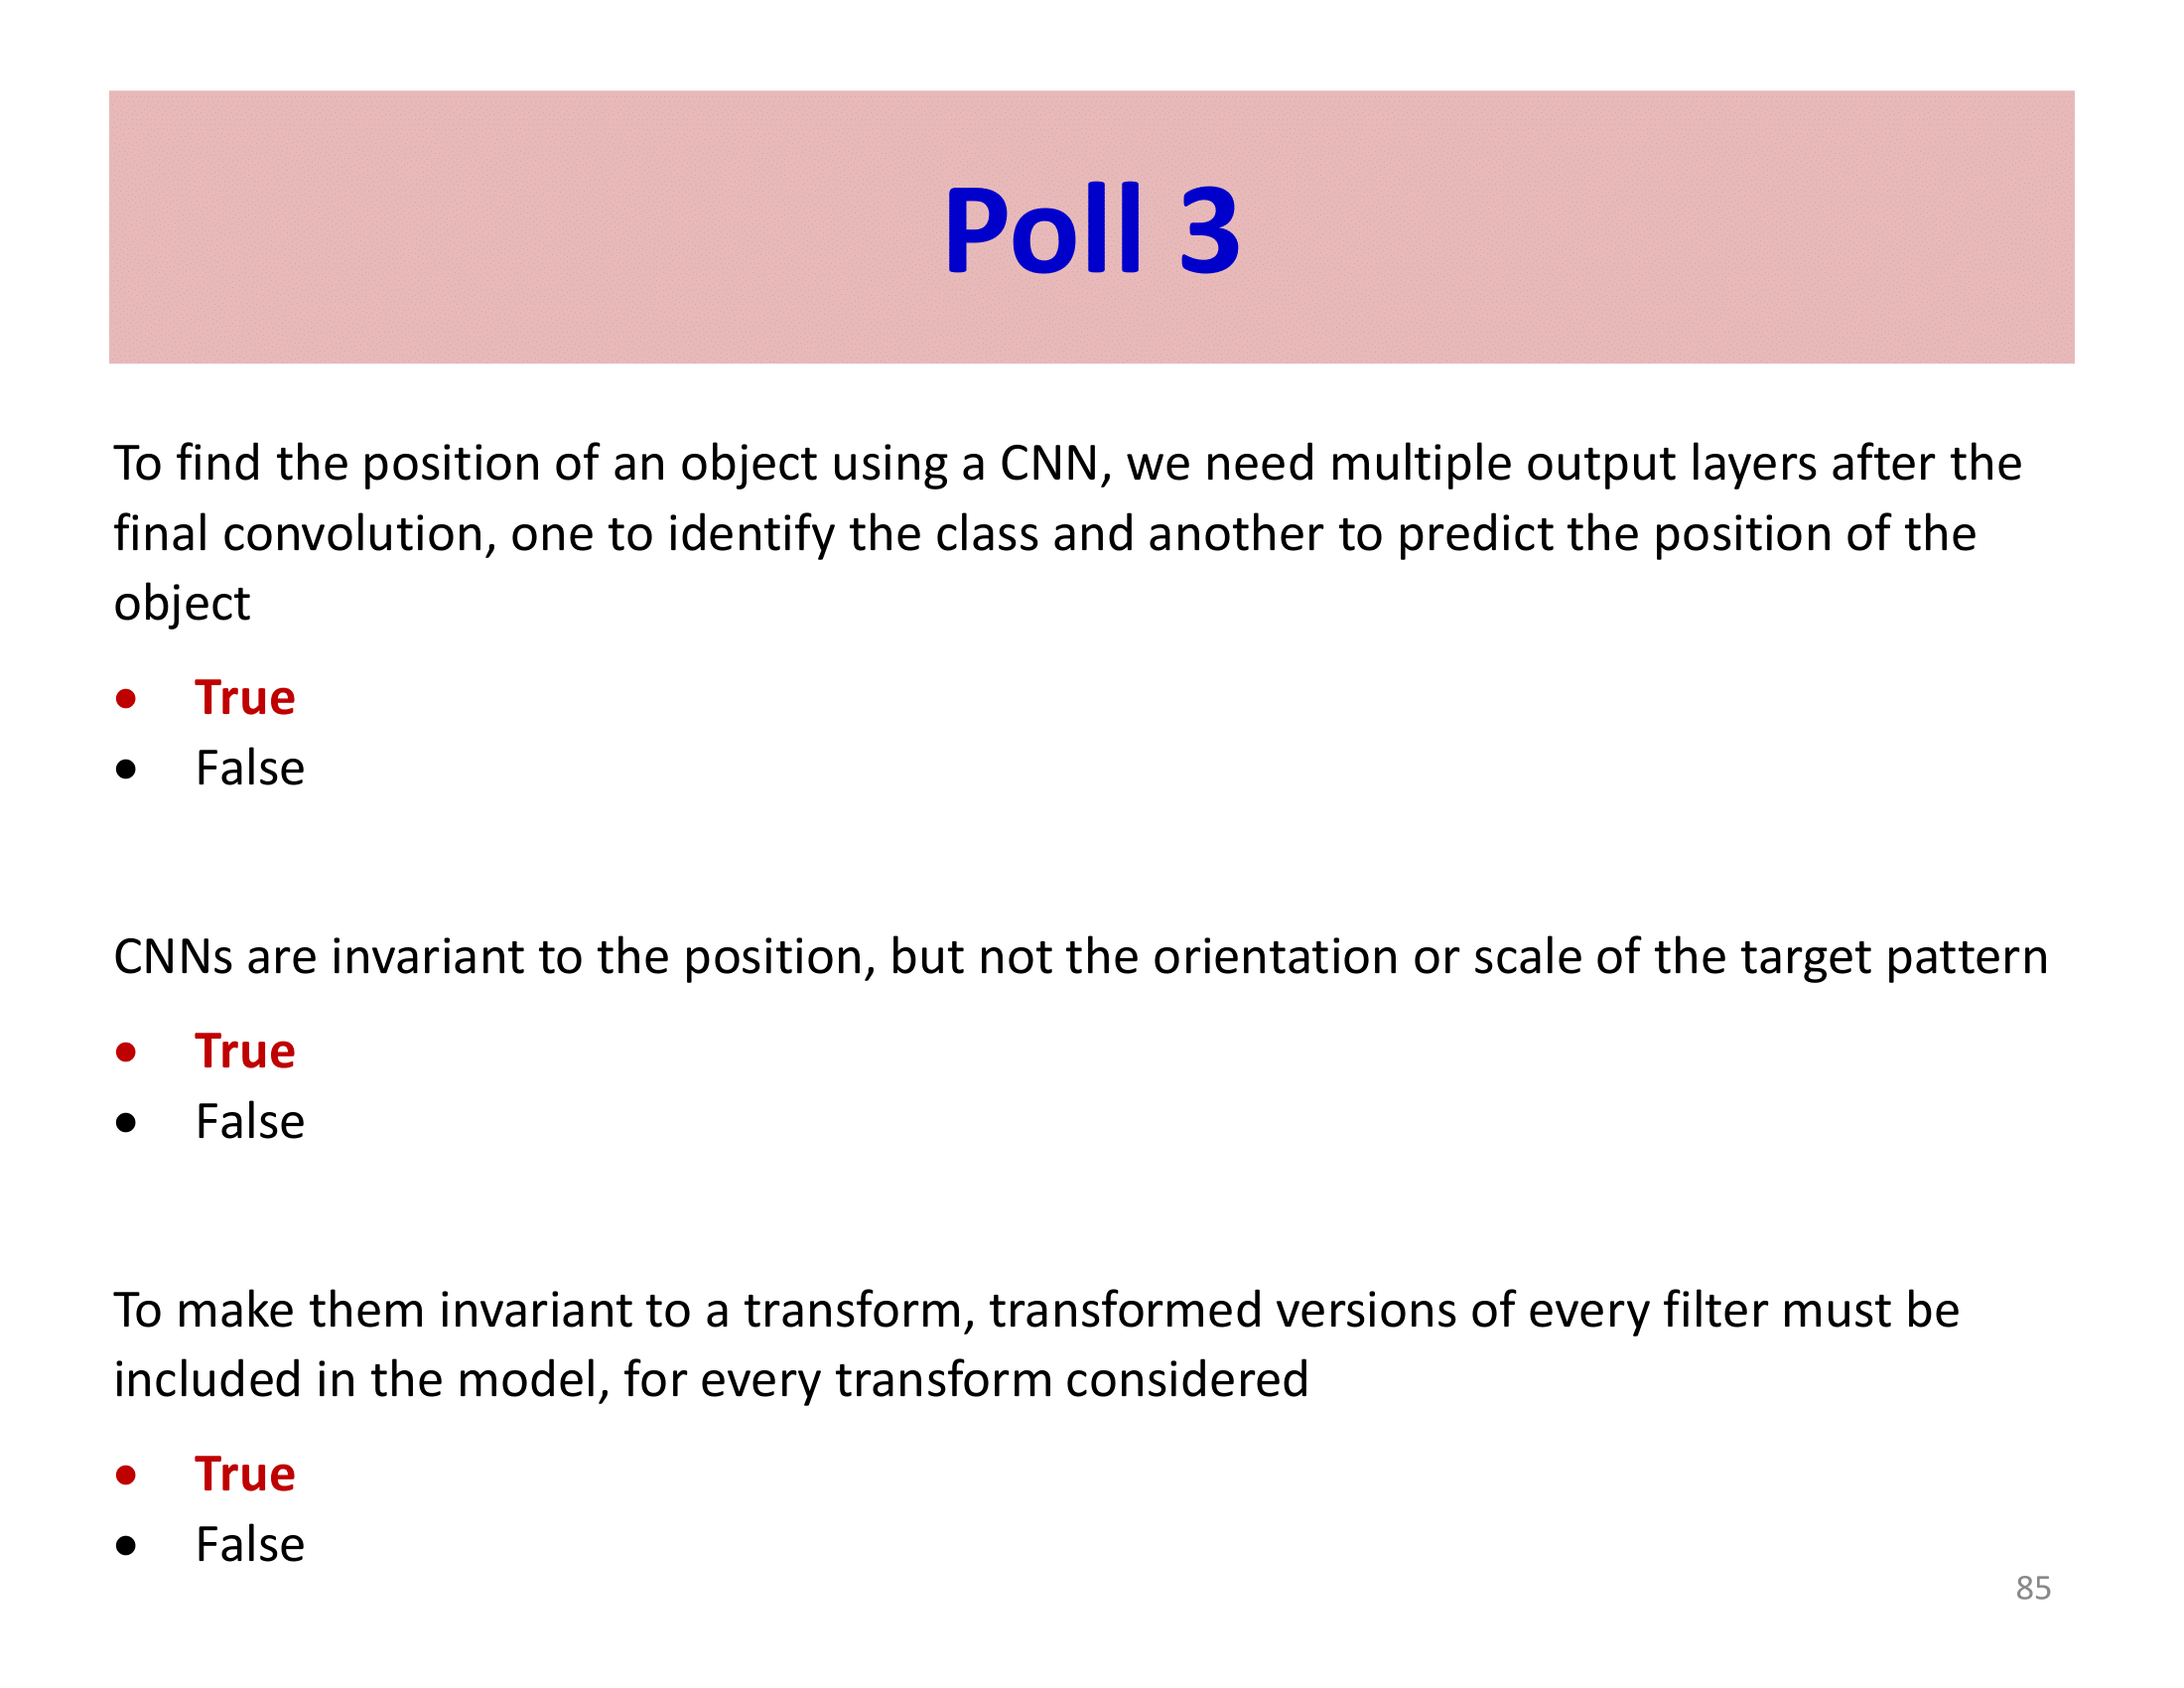 Poll 3
To find the position of an object using a CNN, we need multiple output layers after the
final convolution, one to identify the class and another to predict the position of the
object
• True
• False
CNNs are invariant to the position, but not the orientation or scale of the target pattern
• True
• False
To make them invariant to a transform, transformed versions of every filter must be
included in the model, for every transform considered
• True
• False
85